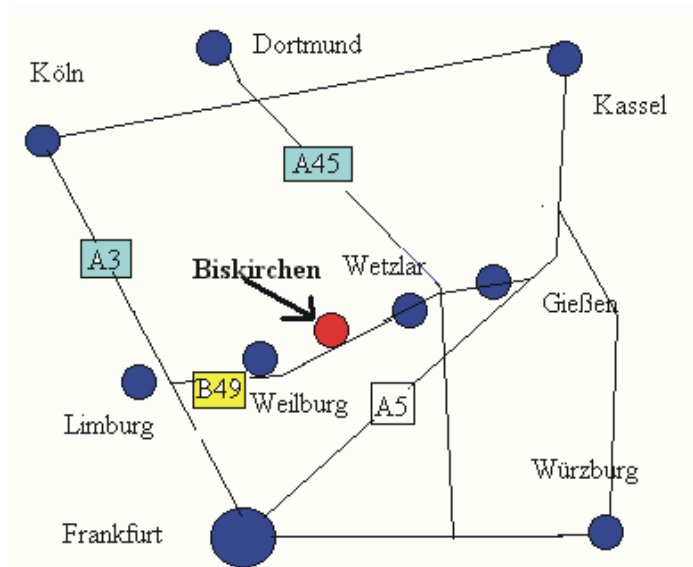 Dortmund
Köln
Kassel
A45
A3
Biskirchen
Wetzlar
Gießen
B49
Weilburg
A5
Limburg
Würzburg
Frankfurt